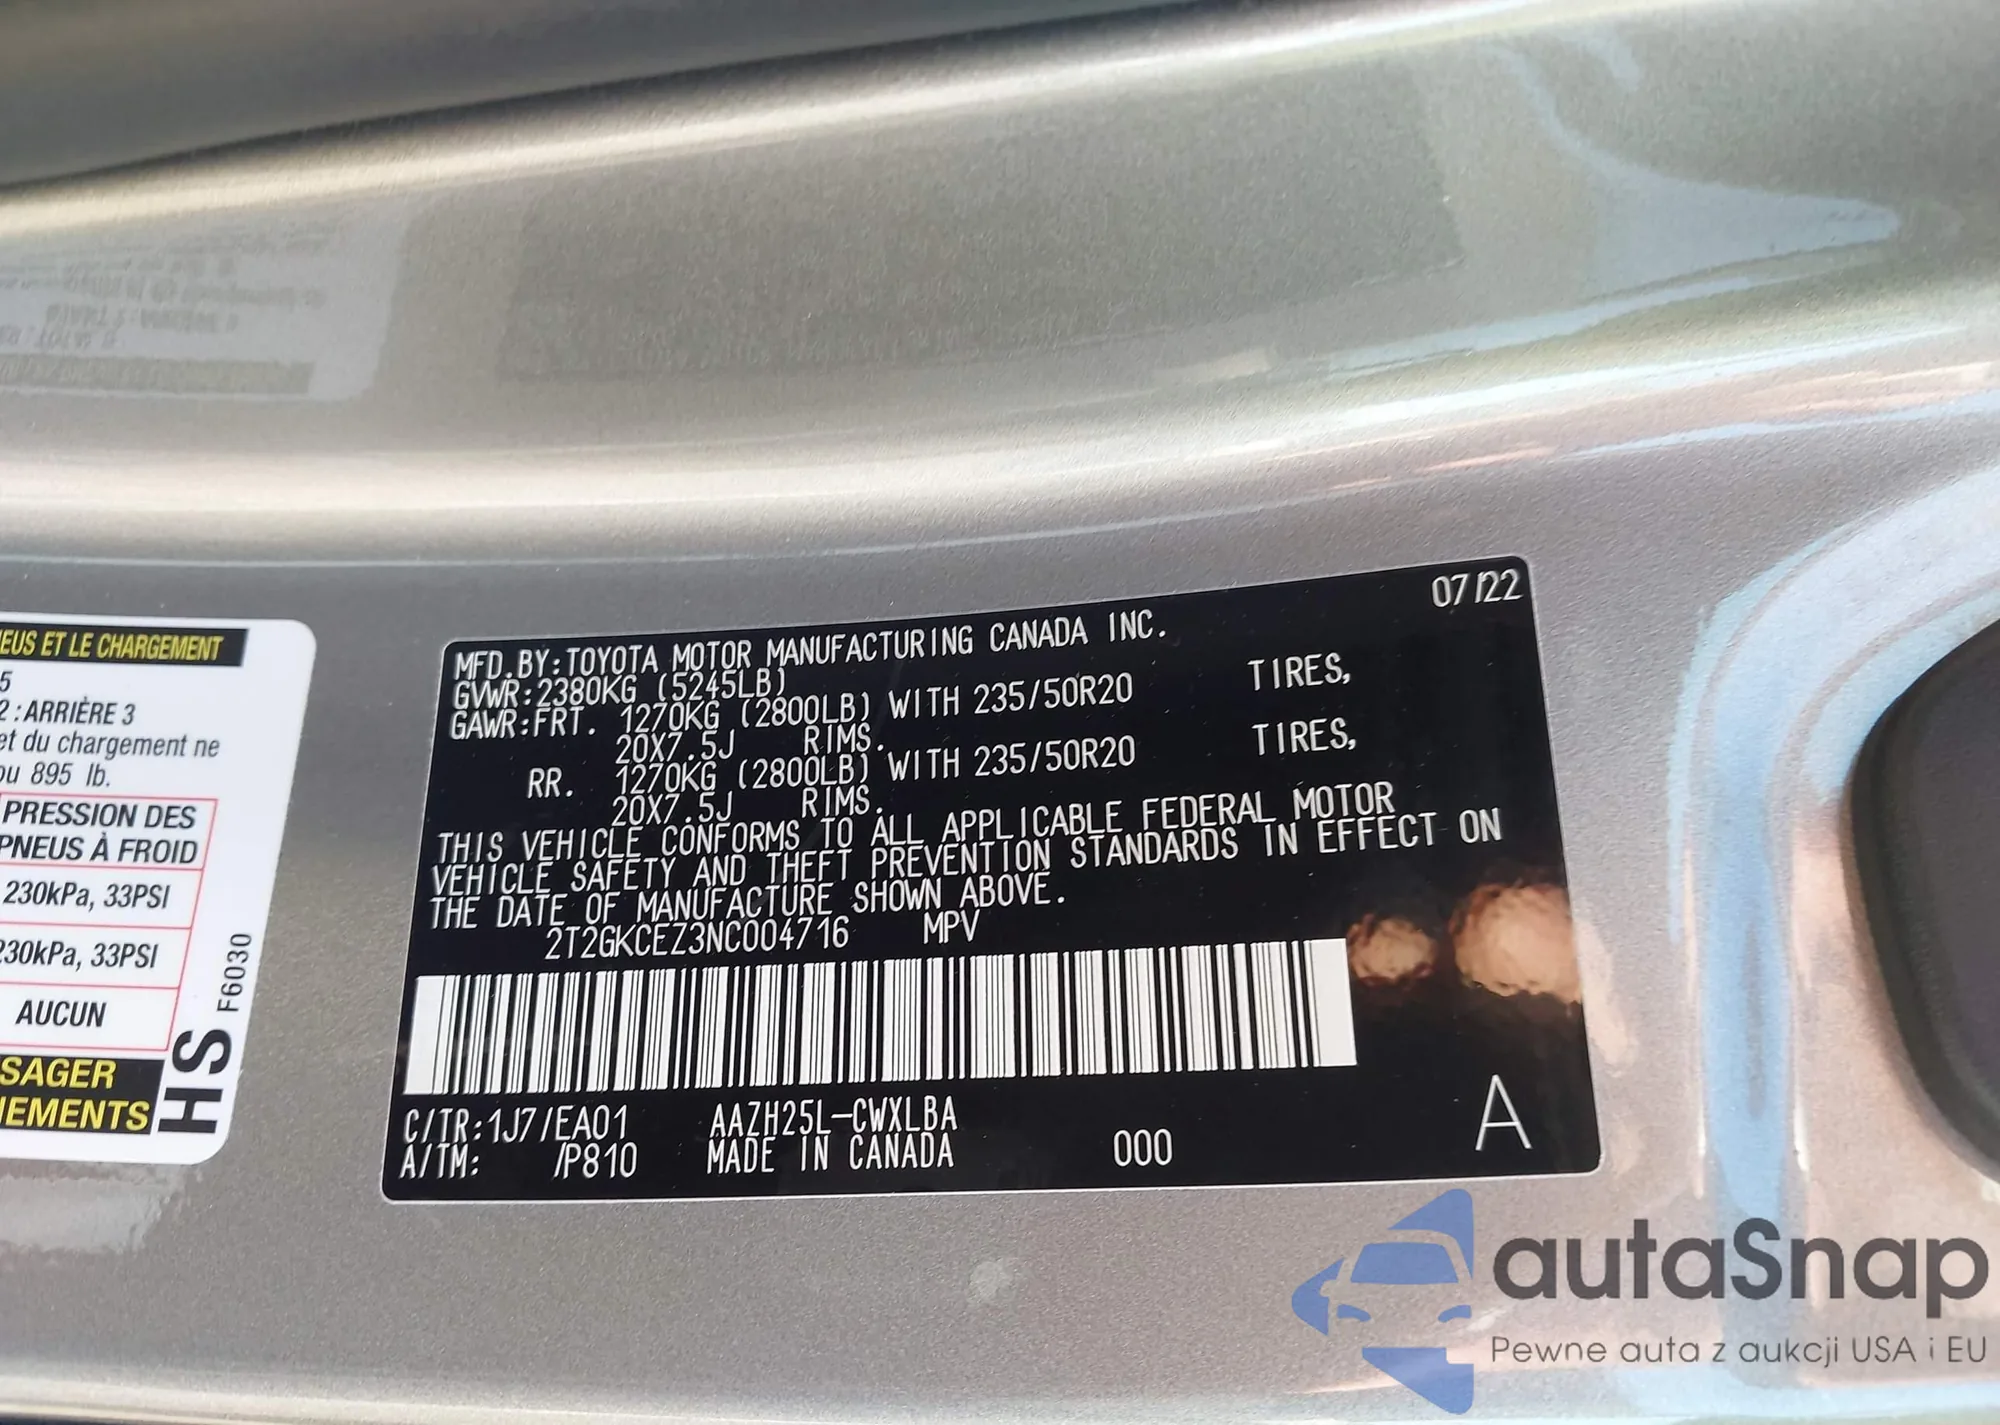 07/22
MFD.BY:TOYOTA MOTOR MANUFACTURING CANADA INC.
GVWR:2380KG (5245LB)
GAWR:FRT. 1270KG (2800LB) WITH 235/50R20 TIRES,
20X7.5J RIMS.
RR. 1270KG (2800LB) WITH 235/50R20 TIRES,
20X7.5J RIMS.
THIS VEHICLE CONFORMS TO ALL APPLICABLE FEDERAL MOTOR
VEHICLE SAFETY AND THEFT PREVENTION STANDARDS IN EFFECT ON
THE DATE OF MANUFACTURE SHOWN ABOVE.
2T2GKCEZ3NC004716 MPV
C/TR:1J7/EA01 AAZH25L-CWXLBA
A/TM: /P810 MADE IN CANADA 000
A
NEUS ET LE CHARGEMENT
5
2 : ARRIÈRE 3
et du chargement ne
ou 895 lb.
PRESSION DES
PNEUS À FROID
230kPa, 33PSI
230kPa, 33PSI
AUCUN
SAGER
NEMENTS
HS F6030
autaSnap
Pewne auta z aukcji USA i EU